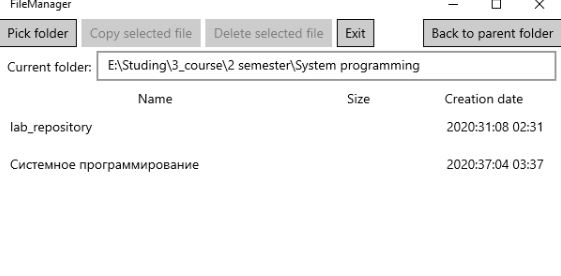 FileManager
Pick folder Copy selected file Delete selected file Exit Back to parent folder
Current folder: E:\Studing\3_course\2 semester\System programming
Name Size Creation date
lab_repository 2020:31:08 02:31
Системное программирование 2020:37:04 03:37